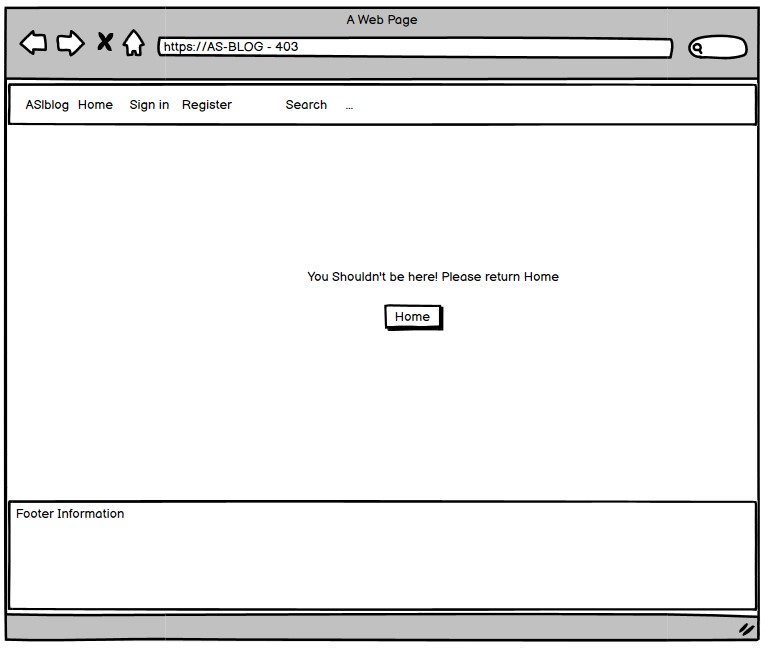 A Web Page
https://AS-BLOG - 403
ASIblog Home Sign in Register Search ...
You Shouldn't be here! Please return Home
Home
Footer Information